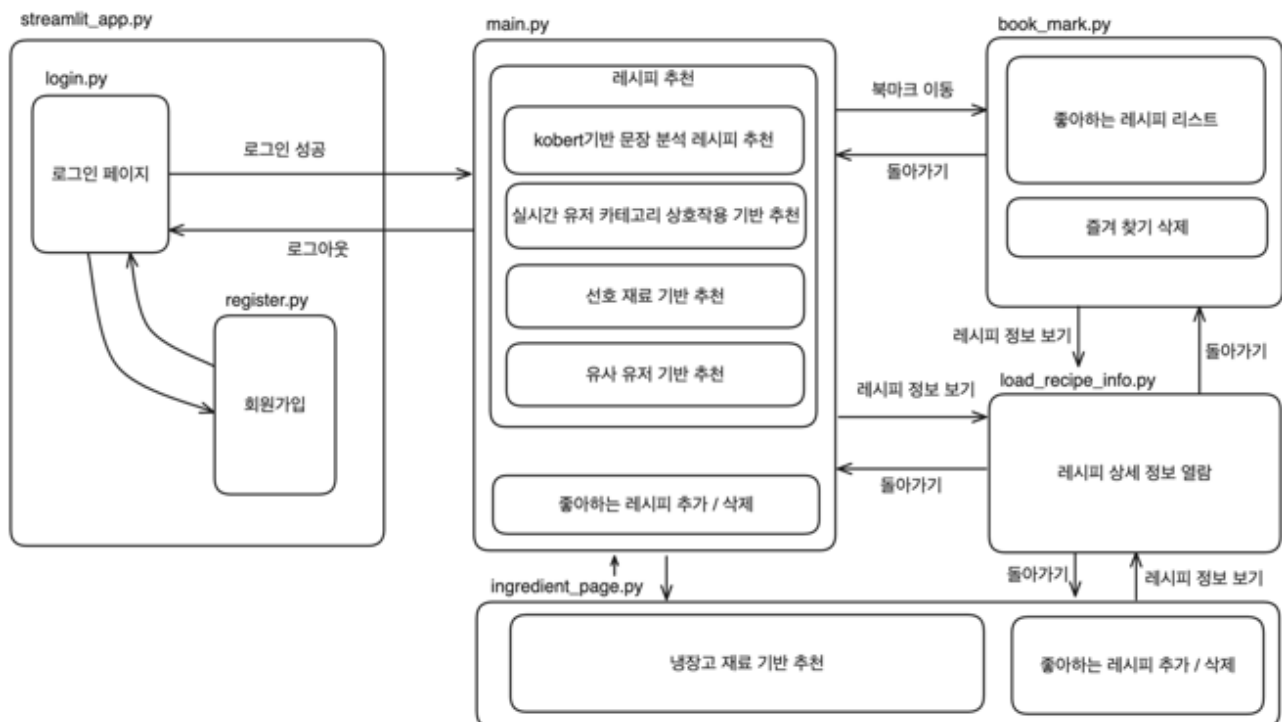 streamlit_app.py
login.py
로그인 페이지
register.py
회원가입
로그인 성공
로그아웃
main.py
레시피 추천
kobert기반 문장 분석 레시피 추천
실시간 유저 카테고리 상호작용 기반 추천
선호 재료 기반 추천
유사 유저 기반 추천
좋아하는 레시피 추가 / 삭제
북마크 이동
돌아가기
book_mark.py
좋아하는 레시피 리스트
즐겨 찾기 삭제
레시피 정보 보기
돌아가기
레시피 정보 보기
돌아가기
load_recipe_info.py
레시피 상세 정보 열람
돌아가기
레시피 정보 보기
ingredient_page.py
냉장고 재료 기반 추천
좋아하는 레시피 추가 / 삭제